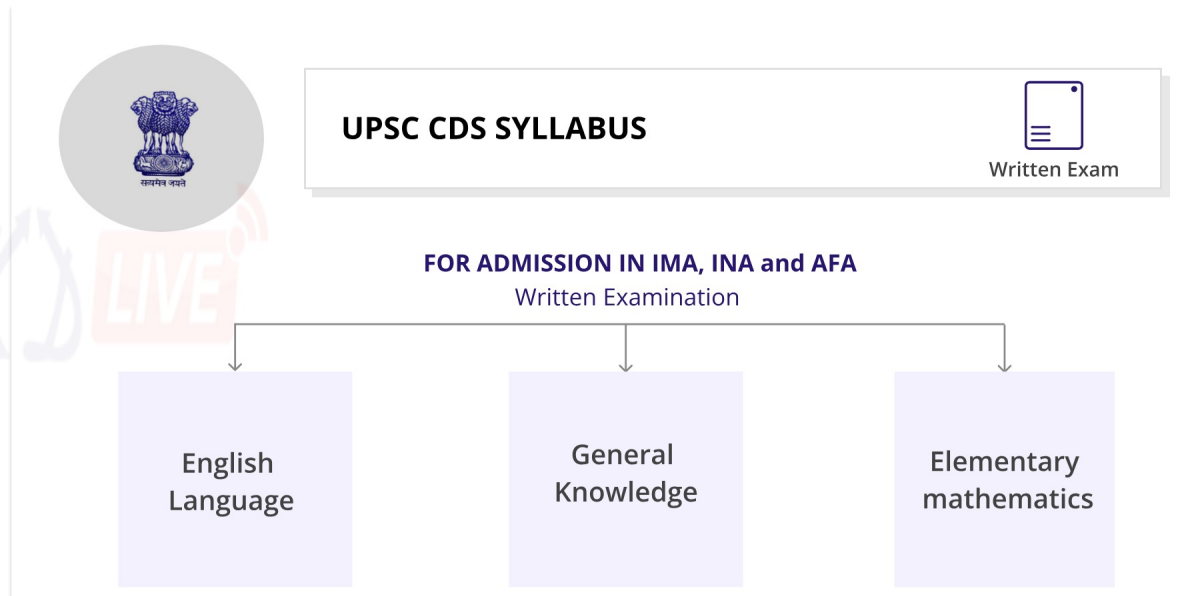 सत्यमेव जयते
UPSC CDS SYLLABUS
Written Exam
LIVE
FOR ADMISSION IN IMA, INA and AFA
Written Examination
English
Language
General
Knowledge
Elementary
mathematics